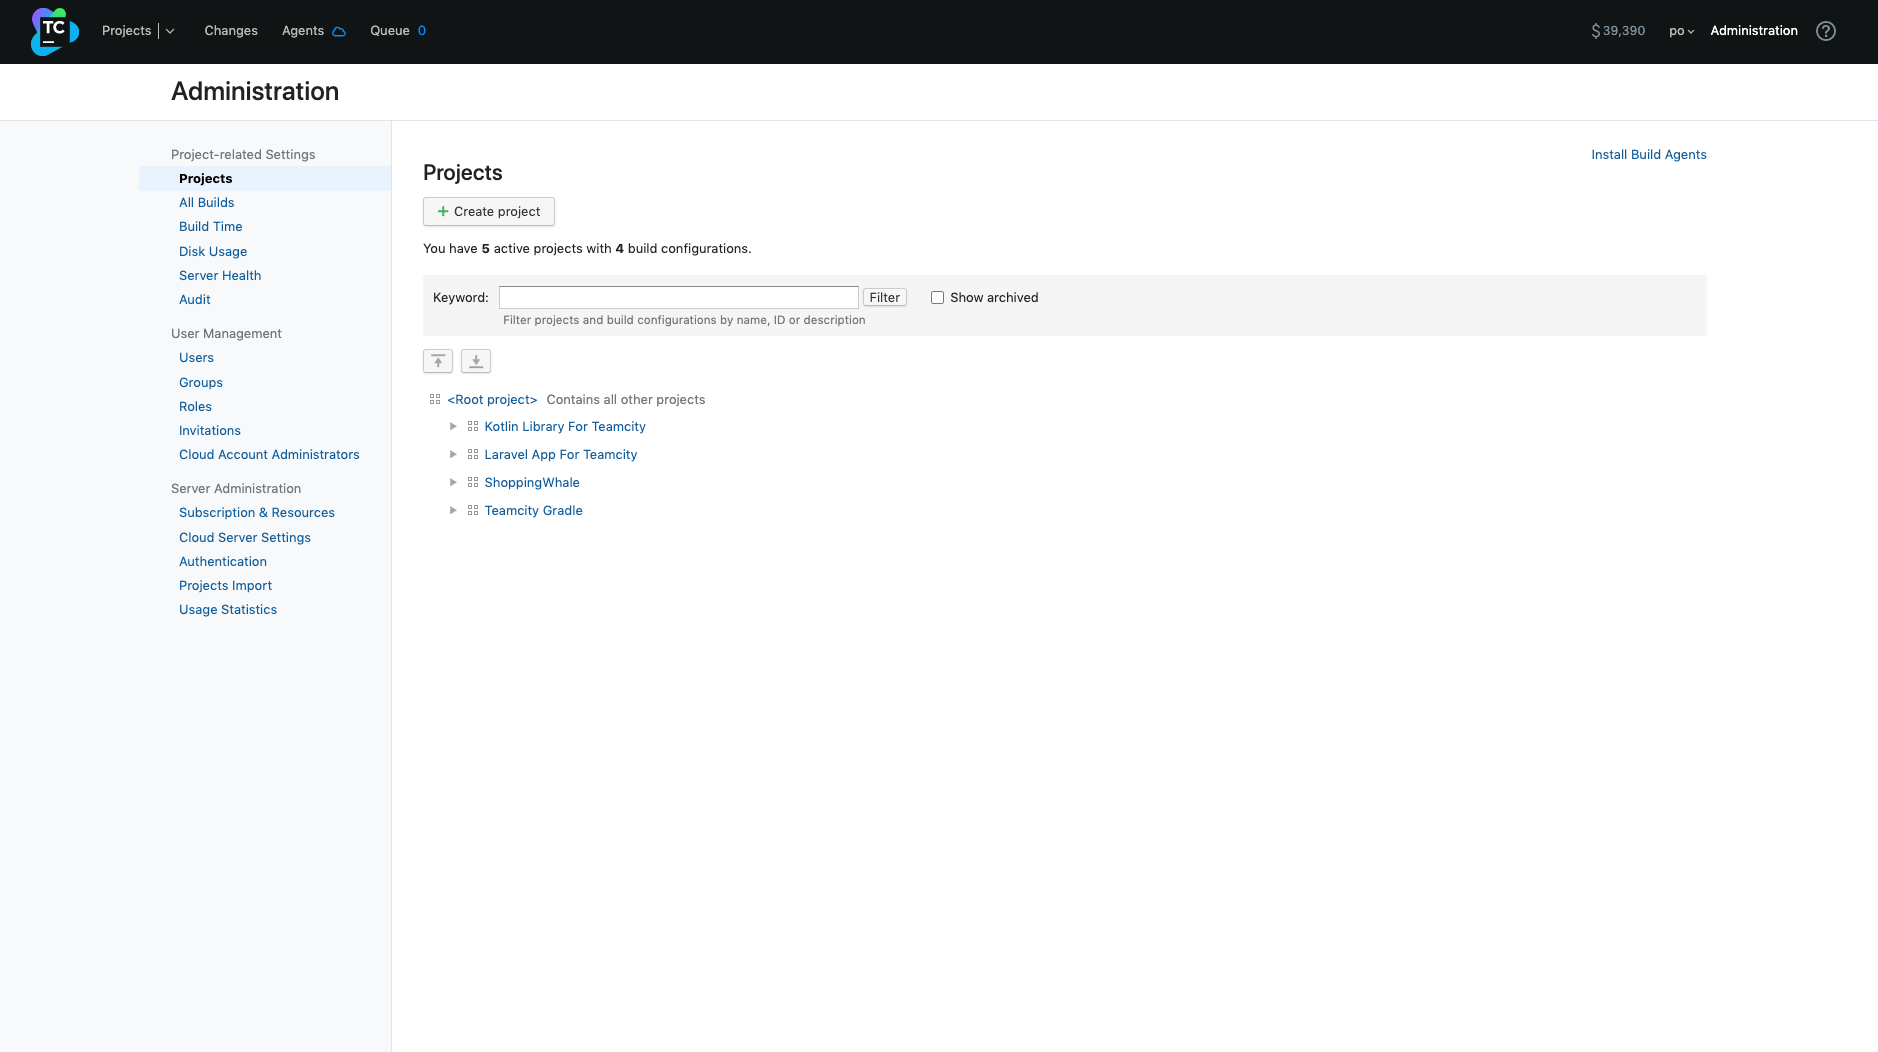 TC
Projects
Changes
Agents
Queue 0
$39,390
po
Administration
Administration
Project-related Settings
Projects
All Builds
Build Time
Disk Usage
Server Health
Audit
User Management
Users
Groups
Roles
Invitations
Cloud Account Administrators
Server Administration
Subscription & Resources
Cloud Server Settings
Authentication
Projects Import
Usage Statistics
Install Build Agents
Projects
+ Create project
You have 5 active projects with 4 build configurations.
Keyword:
Filter
Show archived
Filter projects and build configurations by name, ID or description
<Root project> Contains all other projects
Kotlin Library For Teamcity
Laravel App For Teamcity
ShoppingWhale
Teamcity Gradle